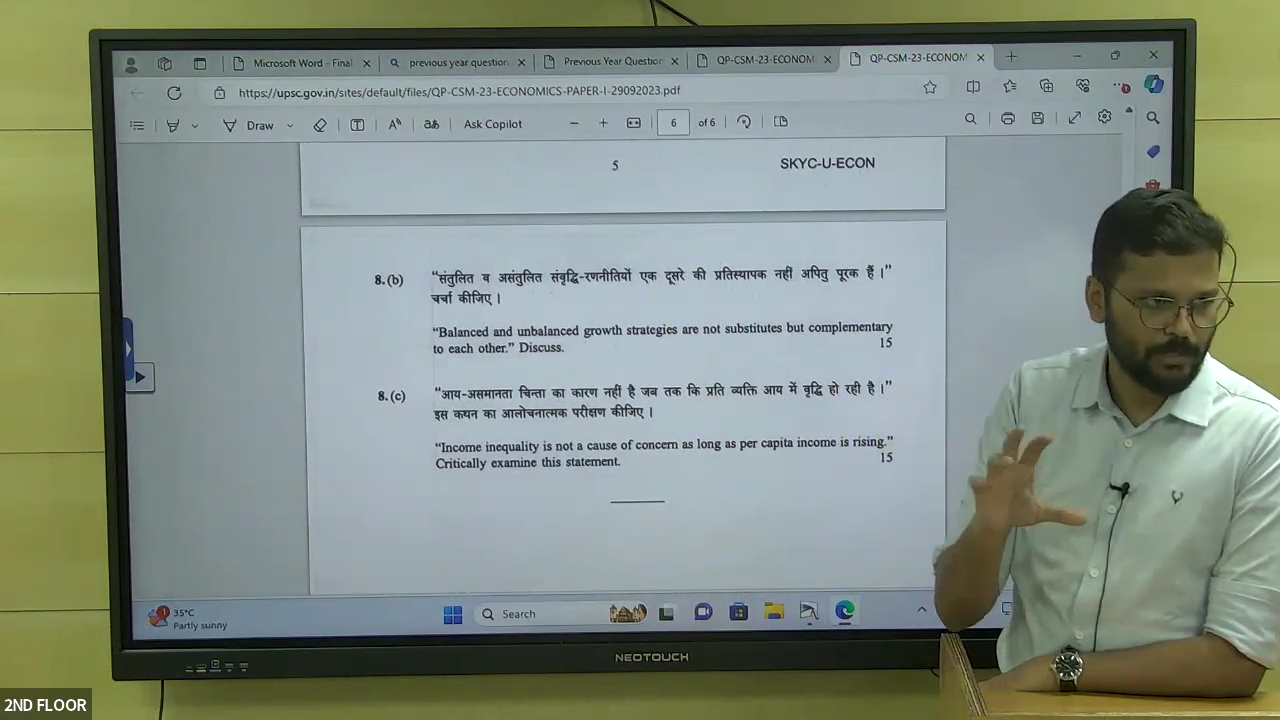 Microsoft Word - Final
previous year question
Previous Year Question
QP-CSM-23-ECONOM
QP-CSM-23-ECONOM
https://upsc.gov.in/sites/default/files/QP-CSM-23-ECONOMICS-PAPER-I-29092023.pdf
Draw
Ask Copilot
6 of 6
5 SKYC-U-ECON
8.(b) "संतुलित व असंतुलित संवृद्धि-रणनीतियाँ एक दूसरे की प्रतिस्थापक नहीं अपितु पूरक हैं ।"
चर्चा कीजिए ।
"Balanced and unbalanced growth strategies are not substitutes but complementary
to each other." Discuss. 15
8.(c) "आय-असमानता चिन्ता का कारण नहीं है जब तक कि प्रति व्यक्ति आय में वृद्धि हो रही है ।"
इस कथन का आलोचनात्मक परीक्षण कीजिए ।
"Income inequality is not a cause of concern as long as per capita income is rising."
Critically examine this statement. 15
35°C
Partly sunny
Search
NEOTOUCH
2ND FLOOR